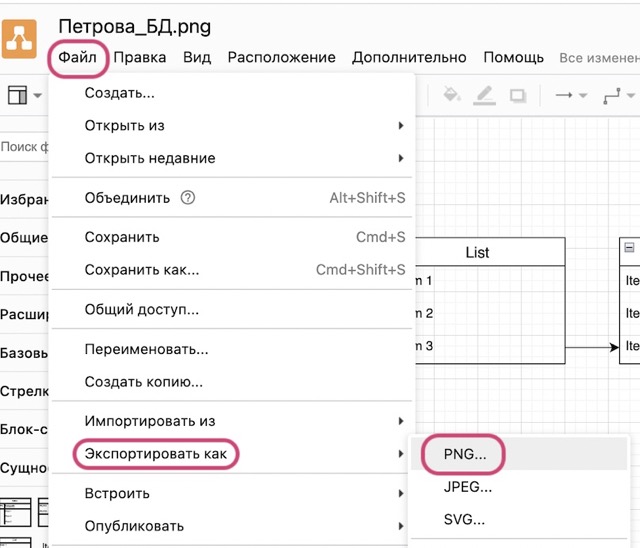 Петрова_БД.png
Файл Правка Вид Расположение Дополнительно Помощь Все изменен
Создать...
Открыть из
Открыть недавние
Объединить Alt+Shift+S
Сохранить Cmd+S
Сохранить как... Cmd+Shift+S
Общий доступ...
Переименовать...
Создать копию...
Импортировать из
Экспортировать как
Встроить
Опубликовать
PNG...
JPEG...
SVG...
Поиск ф
Избран
Общие
Прочее
Расшир
Базовы
Стрелк
Блок-с
Сущно
List
m 1
m 2
m 3
Ite
Ite
Ite